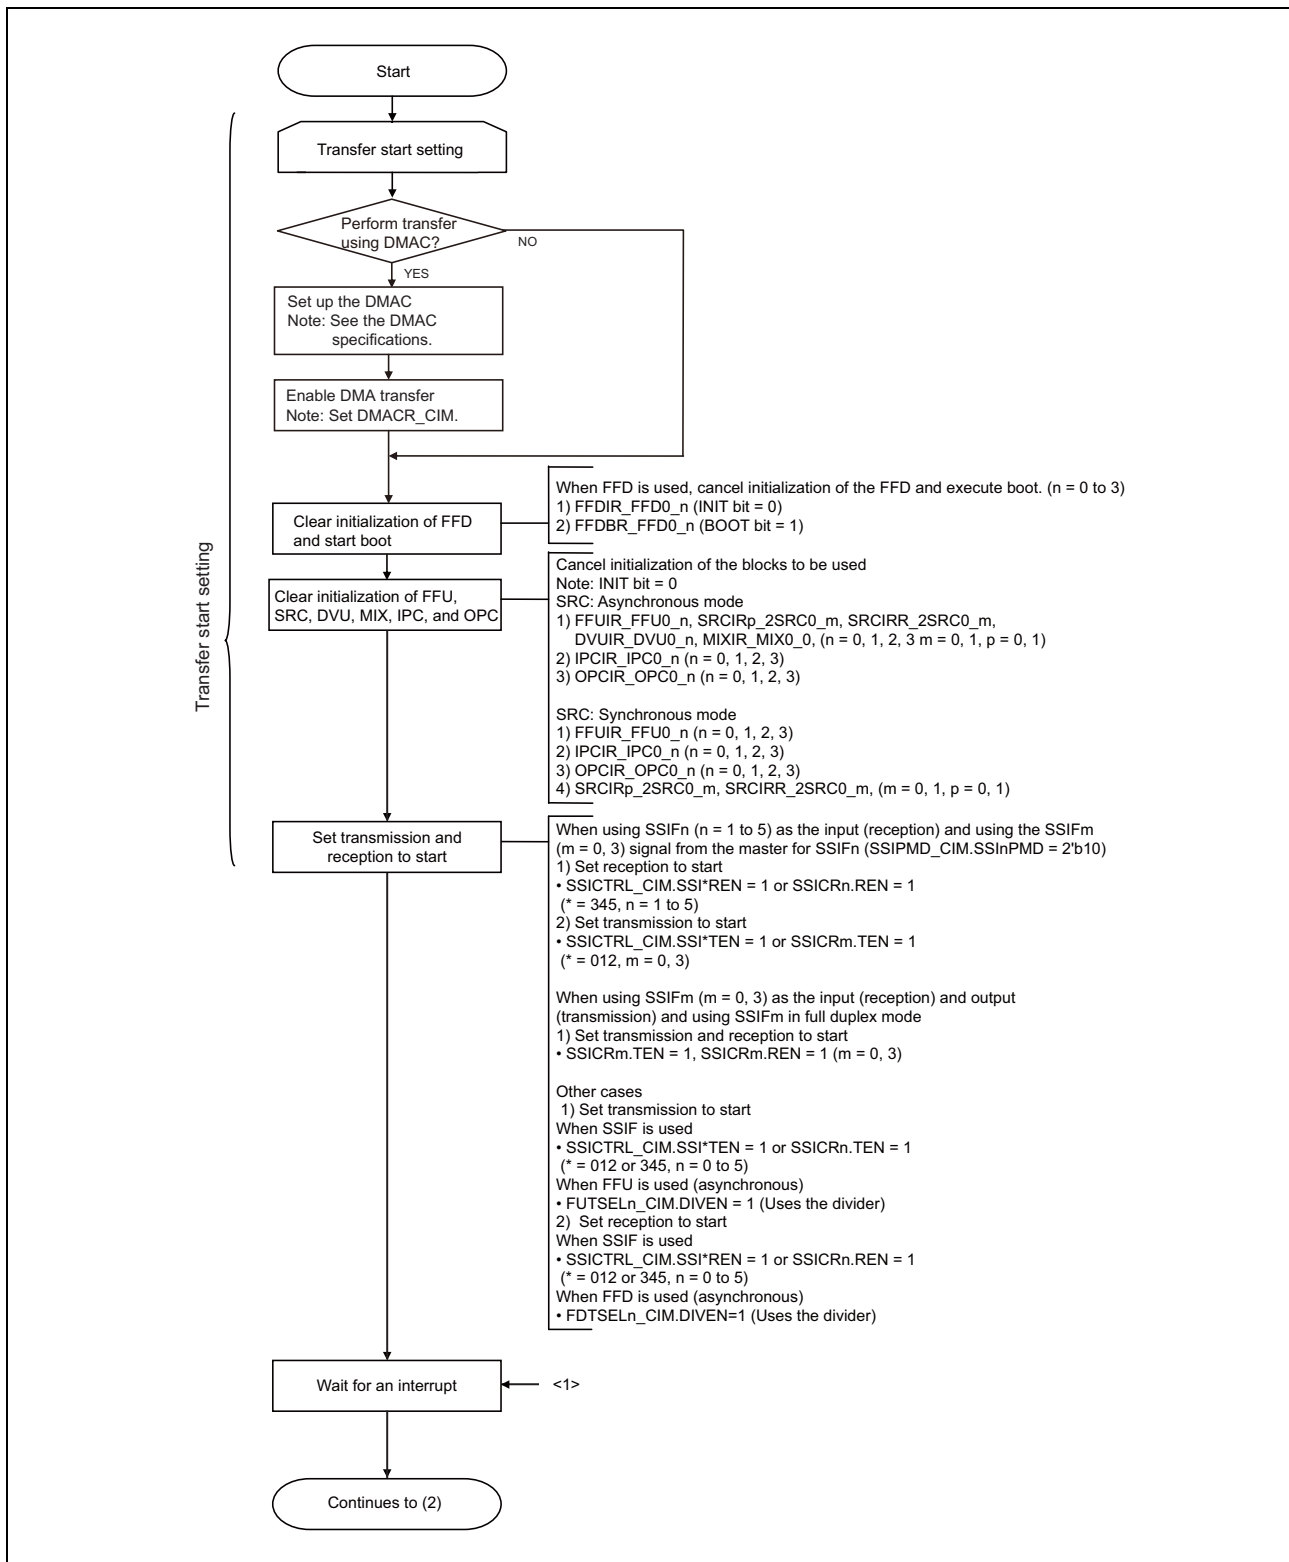 Start
Transfer start setting
Perform transfer
using DMAC?
NO
YES
Set up the DMAC
Note: See the DMAC
specifications.
Enable DMA transfer
Note: Set DMACR_CIM.
Clear initialization of FFD
and start boot
When FFD is used, cancel initialization of the FFD and execute boot. (n = 0 to 3)
1) FFDIR_FFD0_n (INIT bit = 0)
2) FFDBR_FFD0_n (BOOT bit = 1)
Transfer start setting
Clear initialization of FFU,
SRC, DVU, MIX, IPC, and OPC
Cancel initialization of the blocks to be used
Note: INIT bit = 0
SRC: Asynchronous mode
1) FFUIR_FFU0_n, SRCIRp_2SRC0_m, SRCIRR_2SRC0_m,
DVUIR_DVU0_n, MIXIR_MIX0_0, (n = 0, 1, 2, 3 m = 0, 1, p = 0, 1)
2) IPCIR_IPC0_n (n = 0, 1, 2, 3)
3) OPCIR_OPC0_n (n = 0, 1, 2, 3)
SRC: Synchronous mode
1) FFUIR_FFU0_n (n = 0, 1, 2, 3)
2) IPCIR_IPC0_n (n = 0, 1, 2, 3)
3) OPCIR_OPC0_n (n = 0, 1, 2, 3)
4) SRCIRp_2SRC0_m, SRCIRR_2SRC0_m, (m = 0, 1, p = 0, 1)
Set transmission and
reception to start
When using SSIFn (n = 1 to 5) as the input (reception) and using the SSIFm
(m = 0, 3) signal from the master for SSIFn (SSIPMD_CIM.SSInPMD = 2'b10)
1) Set reception to start
• SSICTRL_CIM.SSI*REN = 1 or SSICRn.REN = 1
(* = 345, n = 1 to 5)
2) Set transmission to start
• SSICTRL_CIM.SSI*TEN = 1 or SSICRm.TEN = 1
(* = 012, m = 0, 3)
When using SSIFm (m = 0, 3) as the input (reception) and output
(transmission) and using SSIFm in full duplex mode
1) Set transmission and reception to start
• SSICRm.TEN = 1, SSICRm.REN = 1 (m = 0, 3)
Other cases
1) Set transmission to start
When SSIF is used
• SSICTRL_CIM.SSI*TEN = 1 or SSICRn.TEN = 1
(* = 012 or 345, n = 0 to 5)
When FFU is used (asynchronous)
• FUTSELn_CIM.DIVEN = 1 (Uses the divider)
2) Set reception to start
When SSIF is used
• SSICTRL_CIM.SSI*REN = 1 or SSICRn.REN = 1
(* = 012 or 345, n = 0 to 5)
When FFD is used (asynchronous)
• FDTSELn_CIM.DIVEN=1 (Uses the divider)
Wait for an interrupt
<1>
Continues to (2)